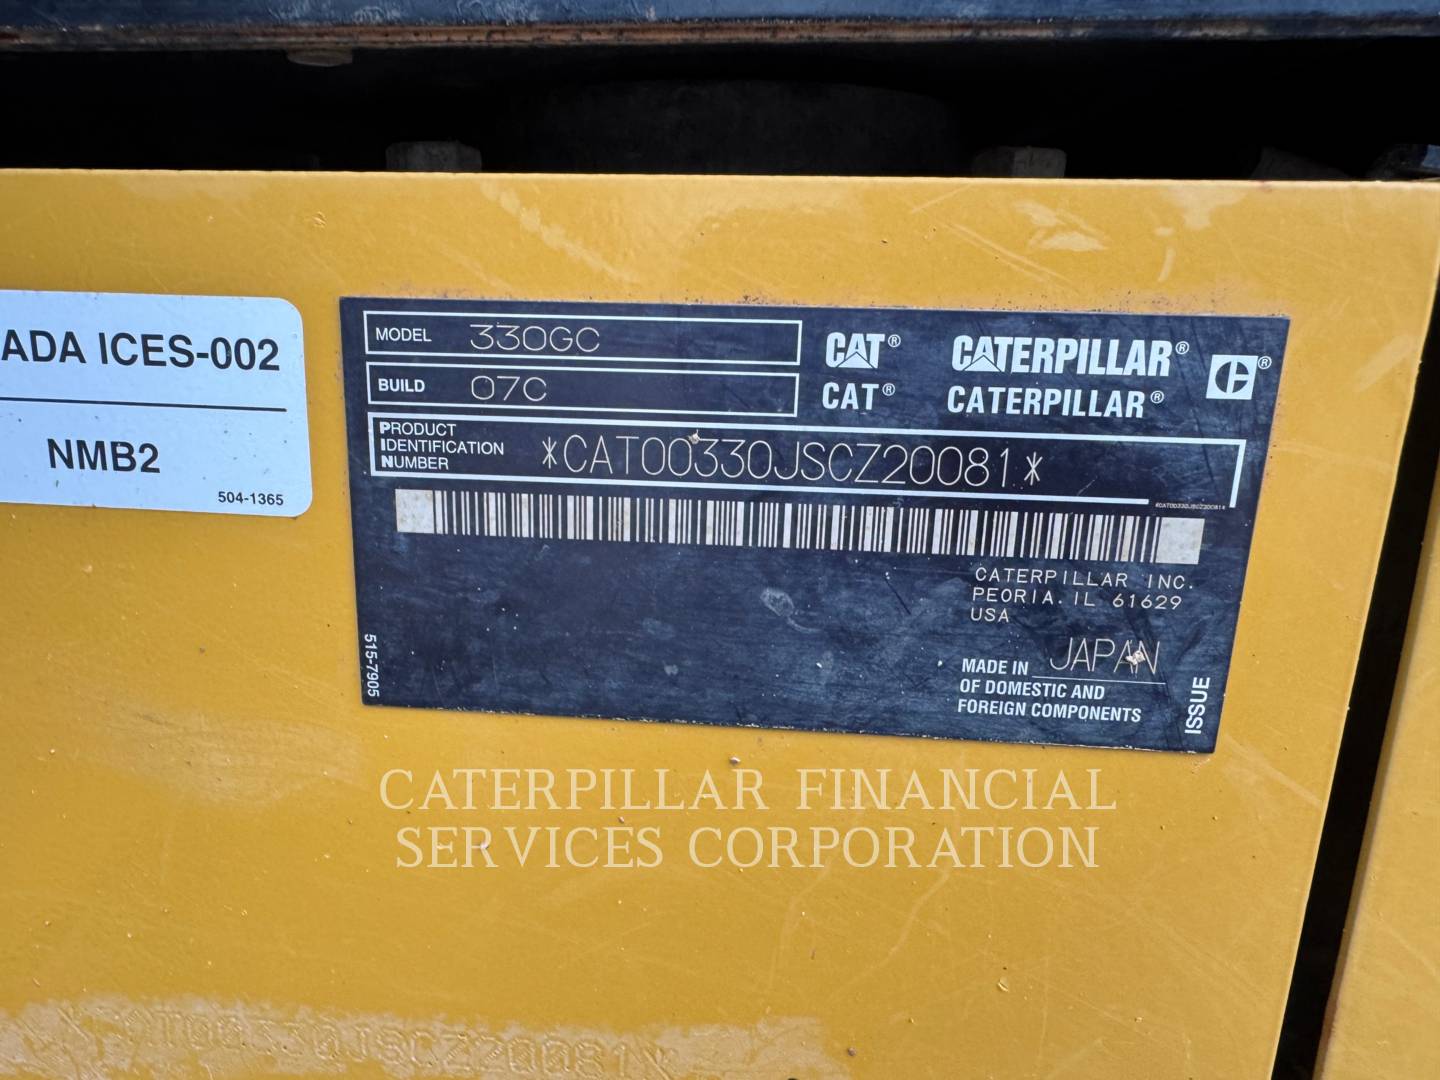 ADA ICES-002
NMB2
504-1365
MODEL 330GC
BUILD 07C
PRODUCT
IDENTIFICATION
NUMBER
*CAT00330JSCZ20081*
CAT® CATERPILLAR®
CAT® CATERPILLAR®
®
*CAT00330JSCZ20081*
CATERPILLAR INC.
PEORIA. IL 61629
USA
MADE IN JAPAN
OF DOMESTIC AND
FOREIGN COMPONENTS
515-7905
ISSUE
CATERPILLAR FINANCIAL
SERVICES CORPORATION
*CAT00330JSCZ20081*